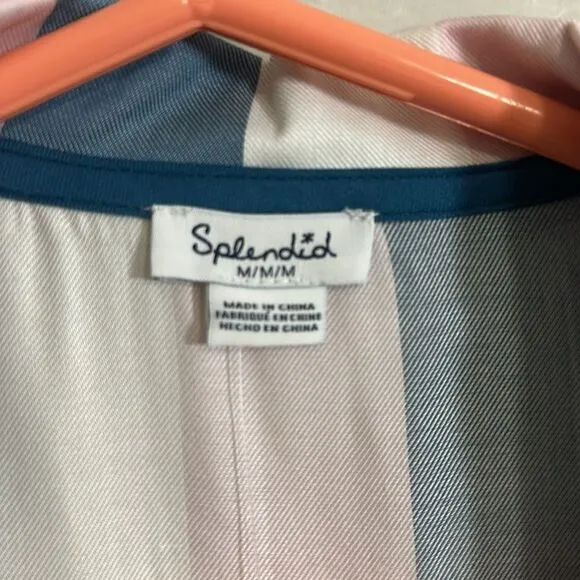 Splendid
M/M/M
MADE IN CHINA
FABRIQUÉ EN CHINE
HECHO EN CHINA